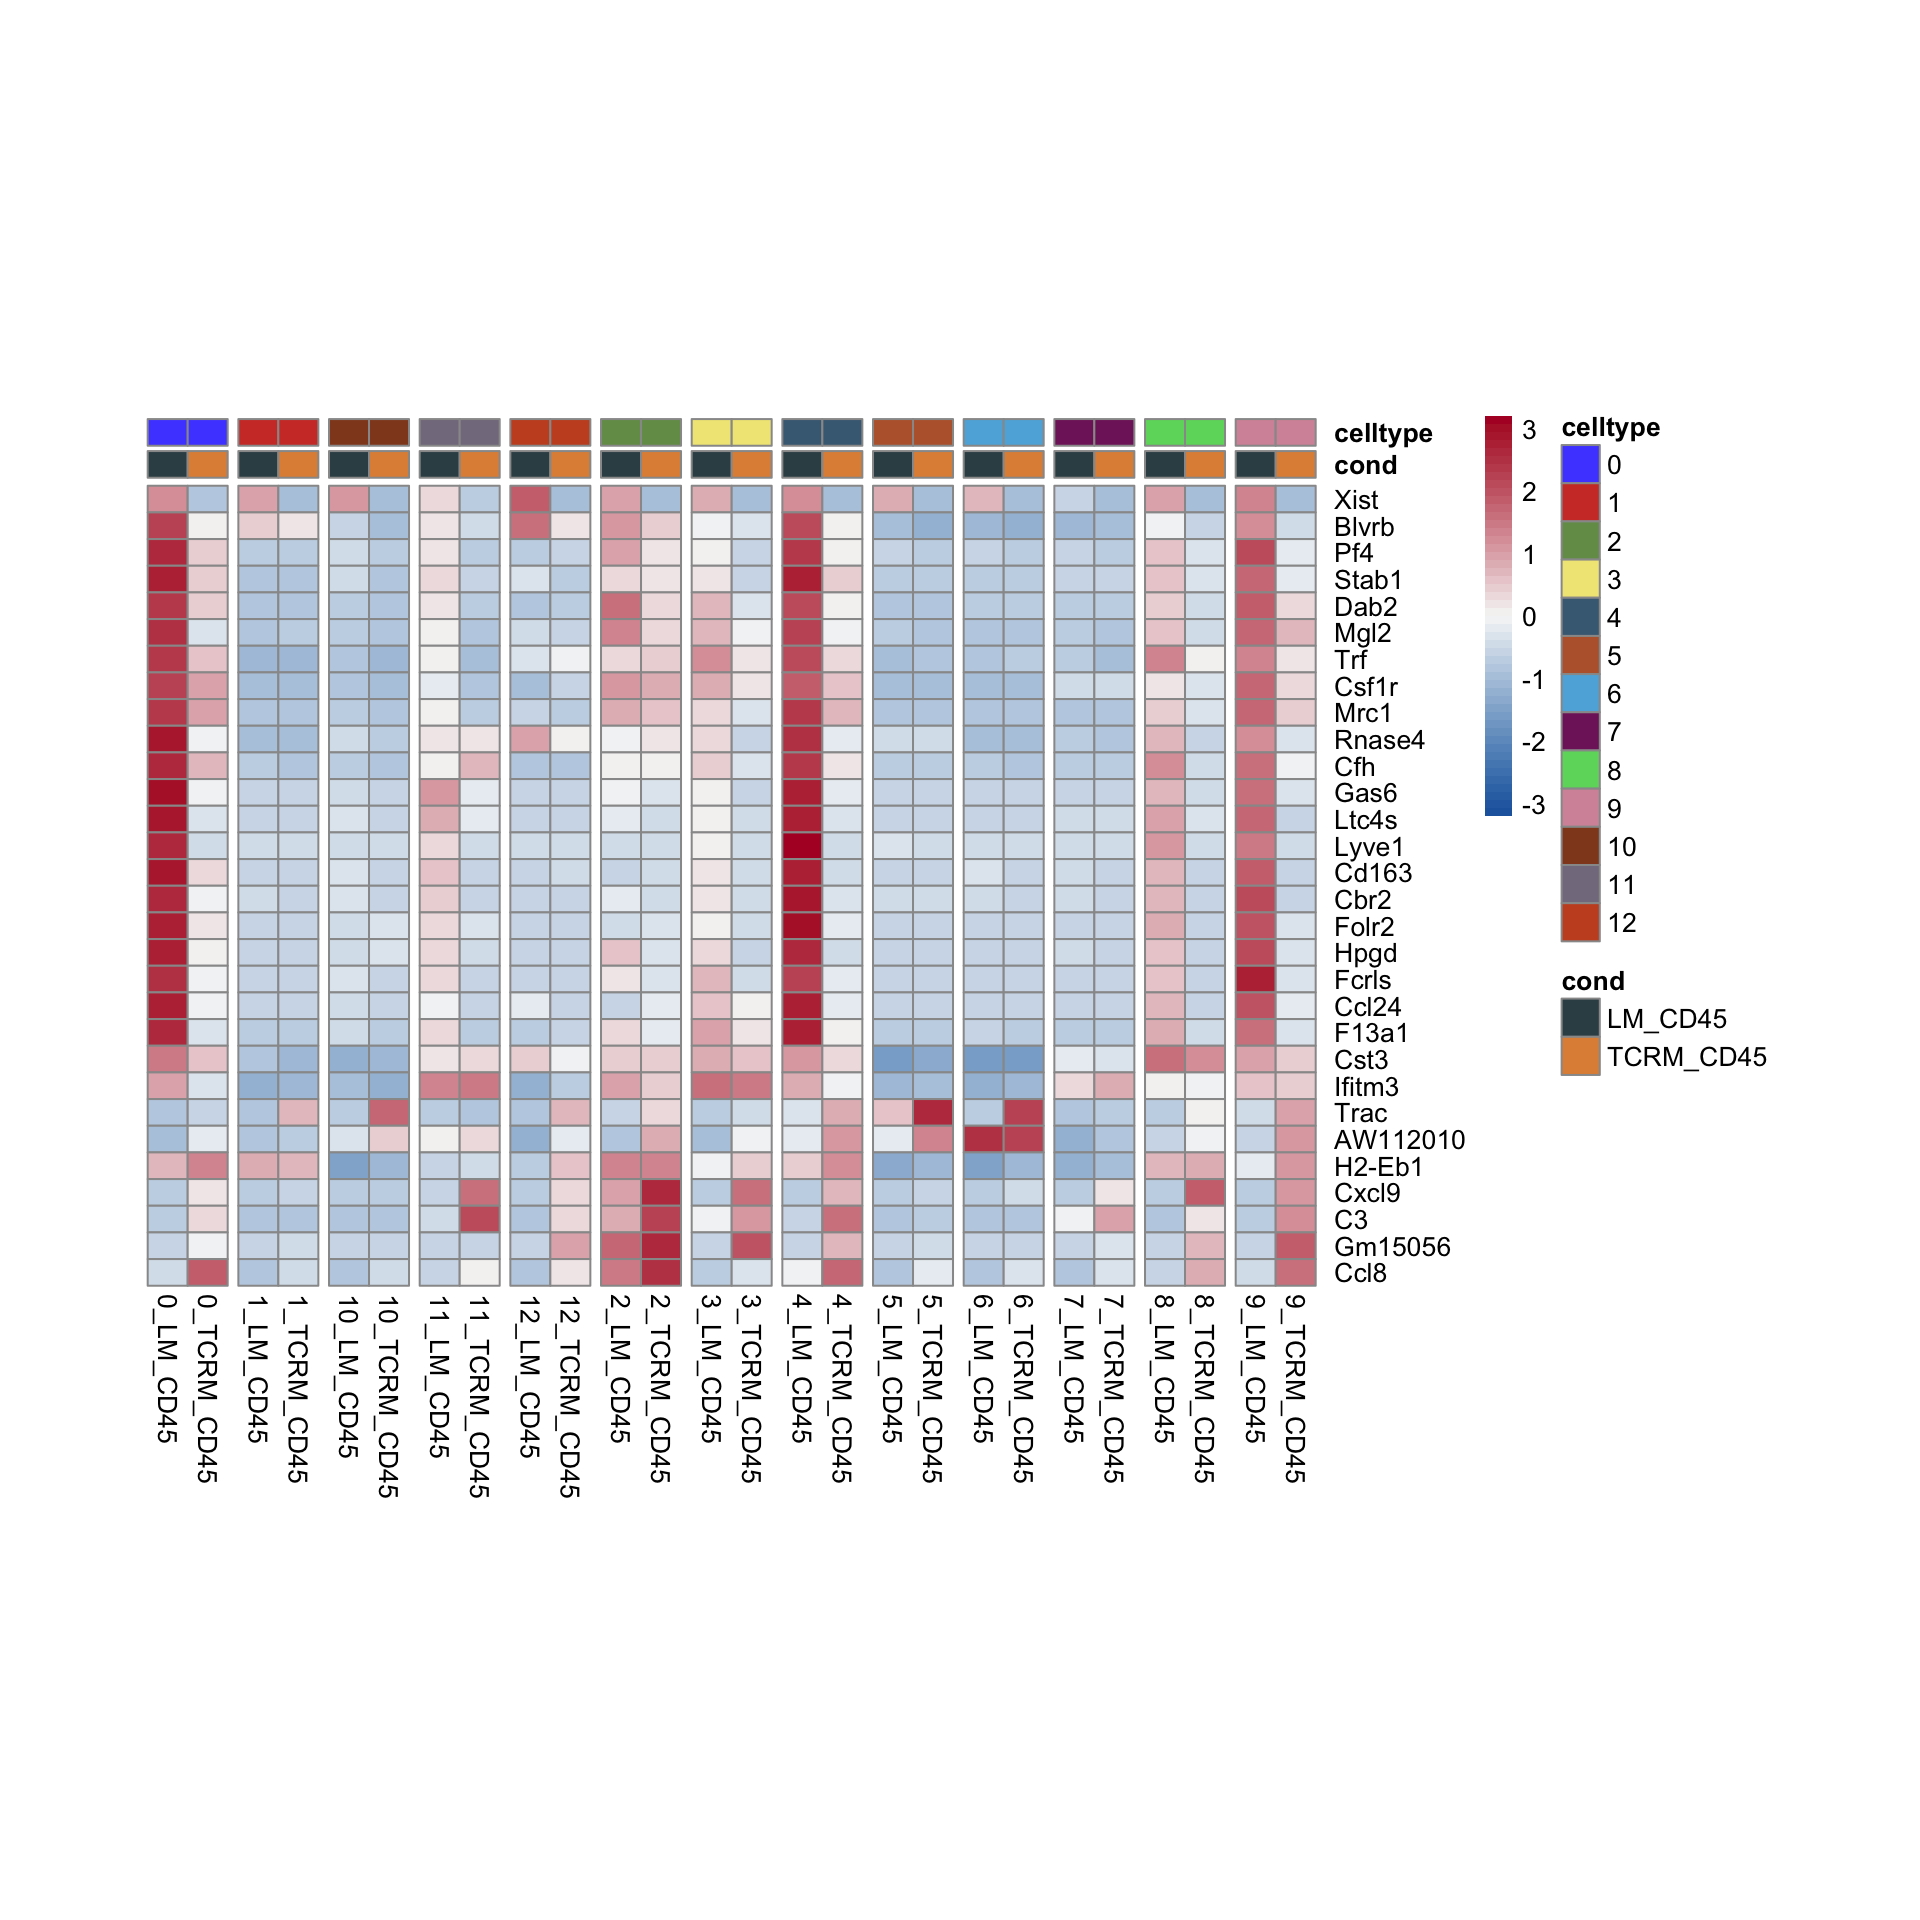 celltype
cond
Xist
Blvrb
Pf4
Stab1
Dab2
Mgl2
Trf
Csf1r
Mrc1
Rnase4
Cfh
Gas6
Ltc4s
Lyve1
Cd163
Cbr2
Folr2
Hpgd
Fcrls
Ccl24
F13a1
Cst3
Ifitm3
Trac
AW112010
H2-Eb1
Cxcl9
C3
Gm15056
Ccl8
0_LM_CD45
0_TCRM_CD45
1_LM_CD45
1_TCRM_CD45
10_LM_CD45
10_TCRM_CD45
11_LM_CD45
11_TCRM_CD45
12_LM_CD45
12_TCRM_CD45
2_LM_CD45
2_TCRM_CD45
3_LM_CD45
3_TCRM_CD45
4_LM_CD45
4_TCRM_CD45
5_LM_CD45
5_TCRM_CD45
6_LM_CD45
6_TCRM_CD45
7_LM_CD45
7_TCRM_CD45
8_LM_CD45
8_TCRM_CD45
9_LM_CD45
9_TCRM_CD45
3
2
1
0
-1
-2
-3
celltype
0
1
2
3
4
5
6
7
8
9
10
11
12
cond
LM_CD45
TCRM_CD45